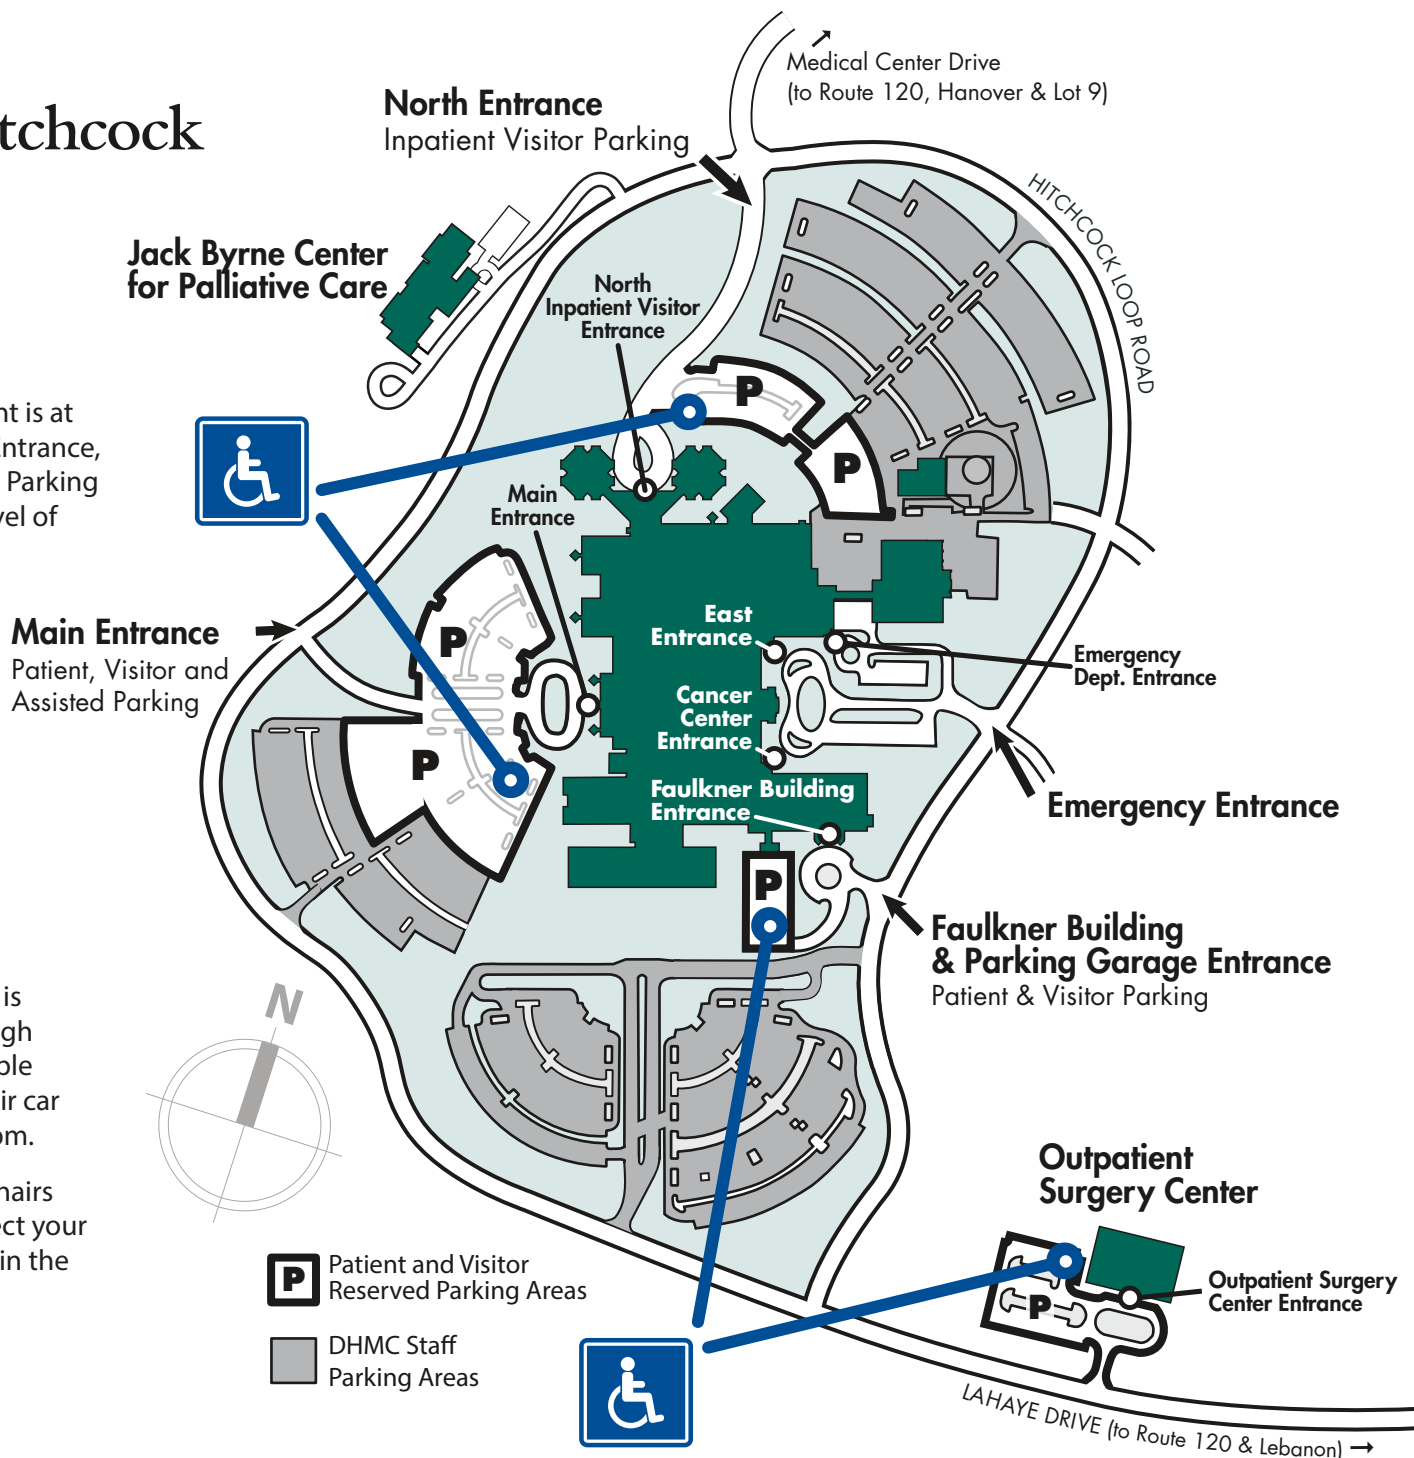 tchcock
Medical Center Drive
(to Route 120, Hanover & Lot 9)
North Entrance
Inpatient Visitor Parking
HITCHCOCK LOOP ROAD
Jack Byrne Center
for Palliative Care
North
Inpatient Visitor
Entrance
P
P
nt is at
Entrance,
Parking
vel of
Main
Entrance
Main Entrance
Patient, Visitor and
Assisted Parking
P
P
East
Entrance
Emergency
Dept. Entrance
Cancer
Center
Entrance
Faulkner Building
Entrance
Emergency Entrance
P
Faulkner Building
& Parking Garage Entrance
Patient & Visitor Parking
is
gh
ple
ir car
om.
hairs
ect your
in the
N
Outpatient
Surgery Center
P
Outpatient Surgery
Center Entrance
P Patient and Visitor
Reserved Parking Areas
DHMC Staff
Parking Areas
LAHAYE DRIVE (to Route 120 & Lebanon) →